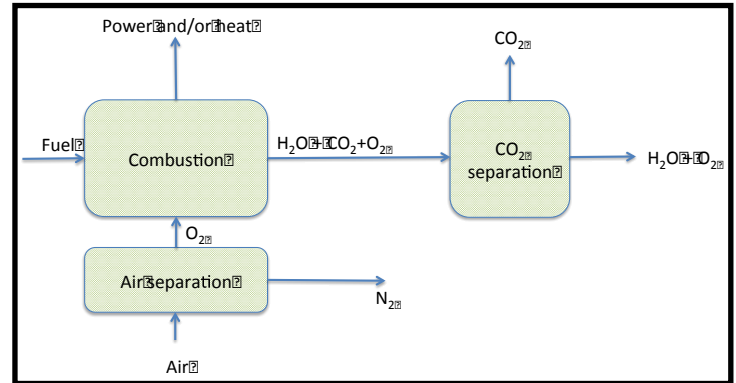 Power and/or heat
CO₂
Fuel
Combustion
H₂O + CO₂+O₂
CO₂
separation
H₂O + O₂
O₂
Air separation
N₂
Air